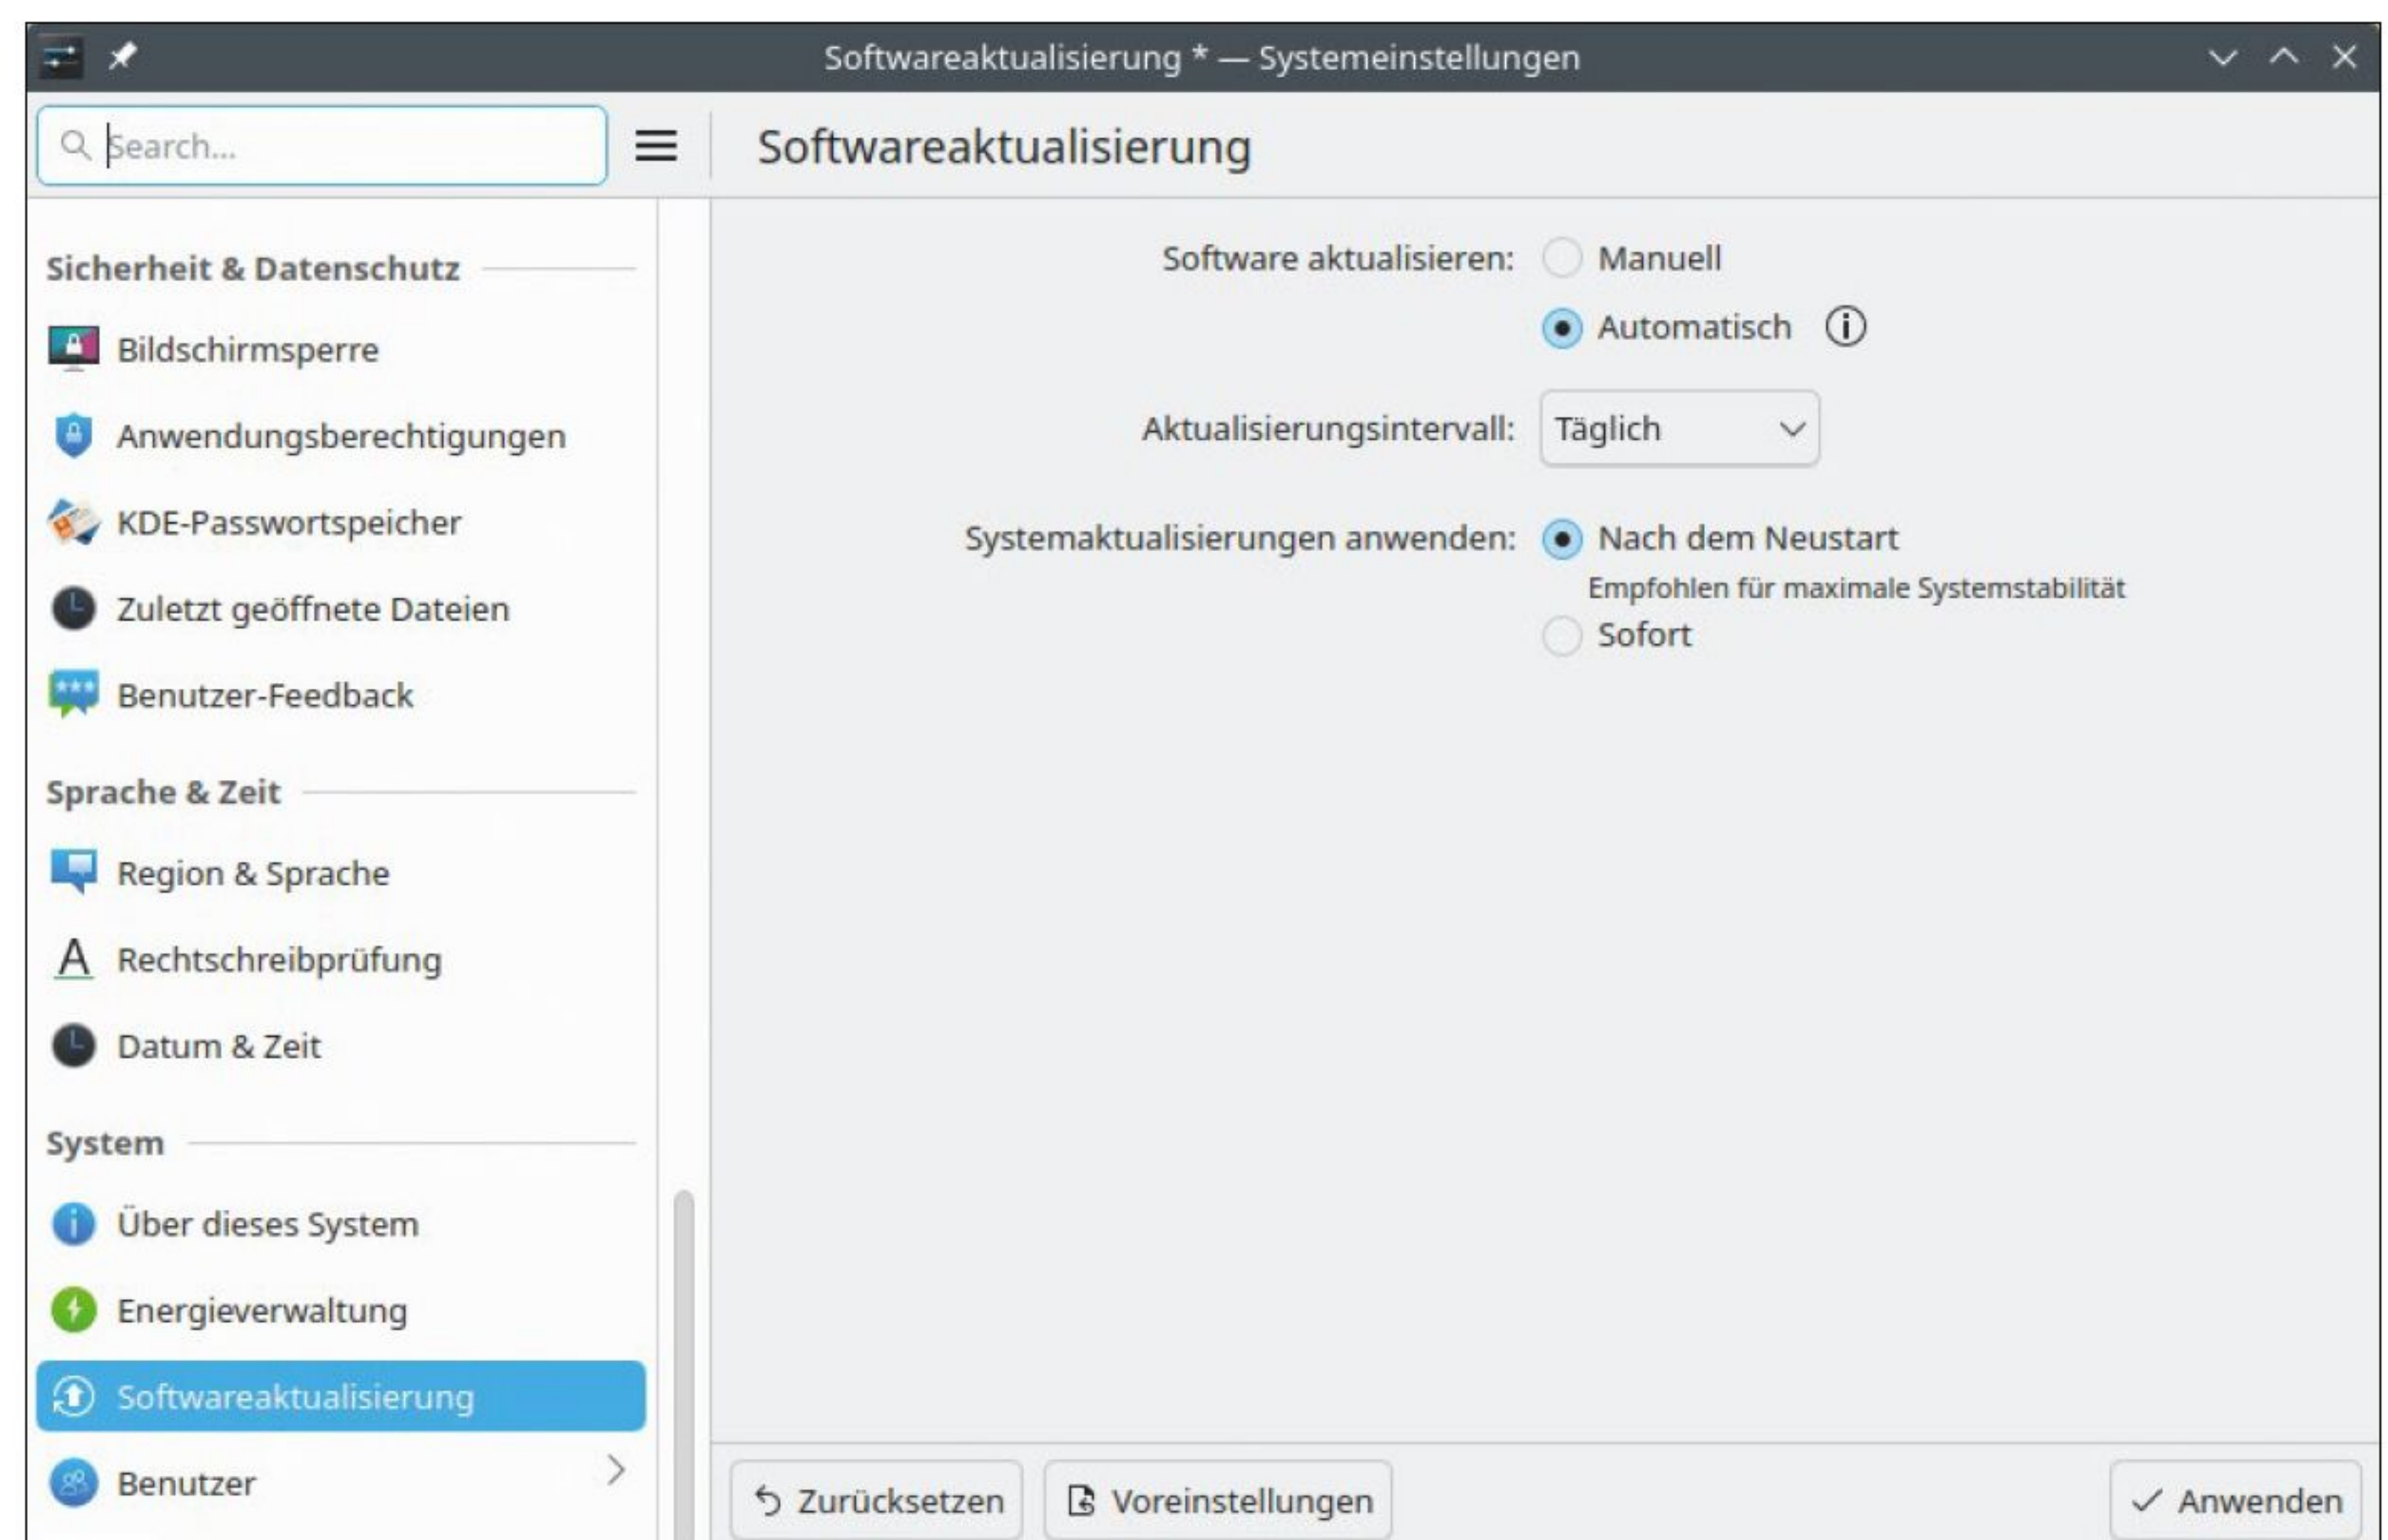 Softwareaktualisierung * — Systemeinstellungen
Search...
Softwareaktualisierung
Sicherheit & Datenschutz
Bildschirmsperre
Anwendungsberechtigungen
KDE-Passwortspeicher
Zuletzt geöffnete Dateien
Benutzer-Feedback
Sprache & Zeit
Region & Sprache
Rechtschreibprüfung
Datum & Zeit
System
Über dieses System
Energieverwaltung
Softwareaktualisierung
Benutzer
Software aktualisieren: Manuell
Automatisch
Aktualisierungsintervall: Täglich
Systemaktualisierungen anwenden: Nach dem Neustart
Empfohlen für maximale Systemstabilität
Sofort
Zurücksetzen Voreinstellungen Anwenden